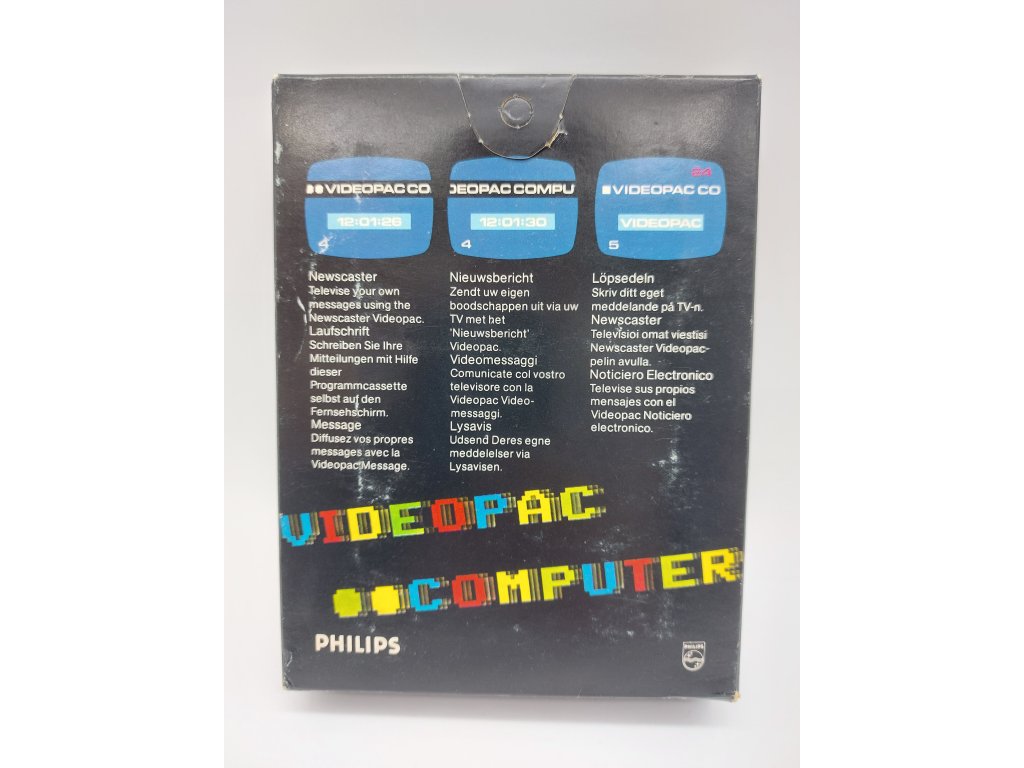 ●●VIDEOPAC CO
12:01:26
4
DEOPAC COMPU
12:01:30
4
9/4
■VIDEOPAC CO
VIDEOPAC
5
Newscaster
Televise your own
messages using the
Newscaster Videopac.
Laufschrift
Schreiben Sie Ihre
Mitteilungen mit Hilfe
dieser
Programmcassette
selbst auf den
Fernsehschirm.
Message
Diffusez vos propres
messages avec la
Videopac Message.
Nieuwsbericht
Zendt uw eigen
boodschappen uit via uw
TV met het
'Nieuwsbericht'
Videopac.
Videomessaggi
Comunicate col vostro
televisore con la
Videopac Video-
messaggi.
Lysavis
Udsend Deres egne
meddelelser via
Lysavisen.
Löpsedeln
Skriv ditt eget
meddelande på TV-n.
Newscaster
Televisioi omat viestisi
Newscaster Videopac-
pelin avulla.
Noticiero Electronico
Televise sus propios
mensajes con el
Videopac Noticiero
electronico.
VIDEOPAC
●●COMPUTER
PHILIPS
PHILIPS